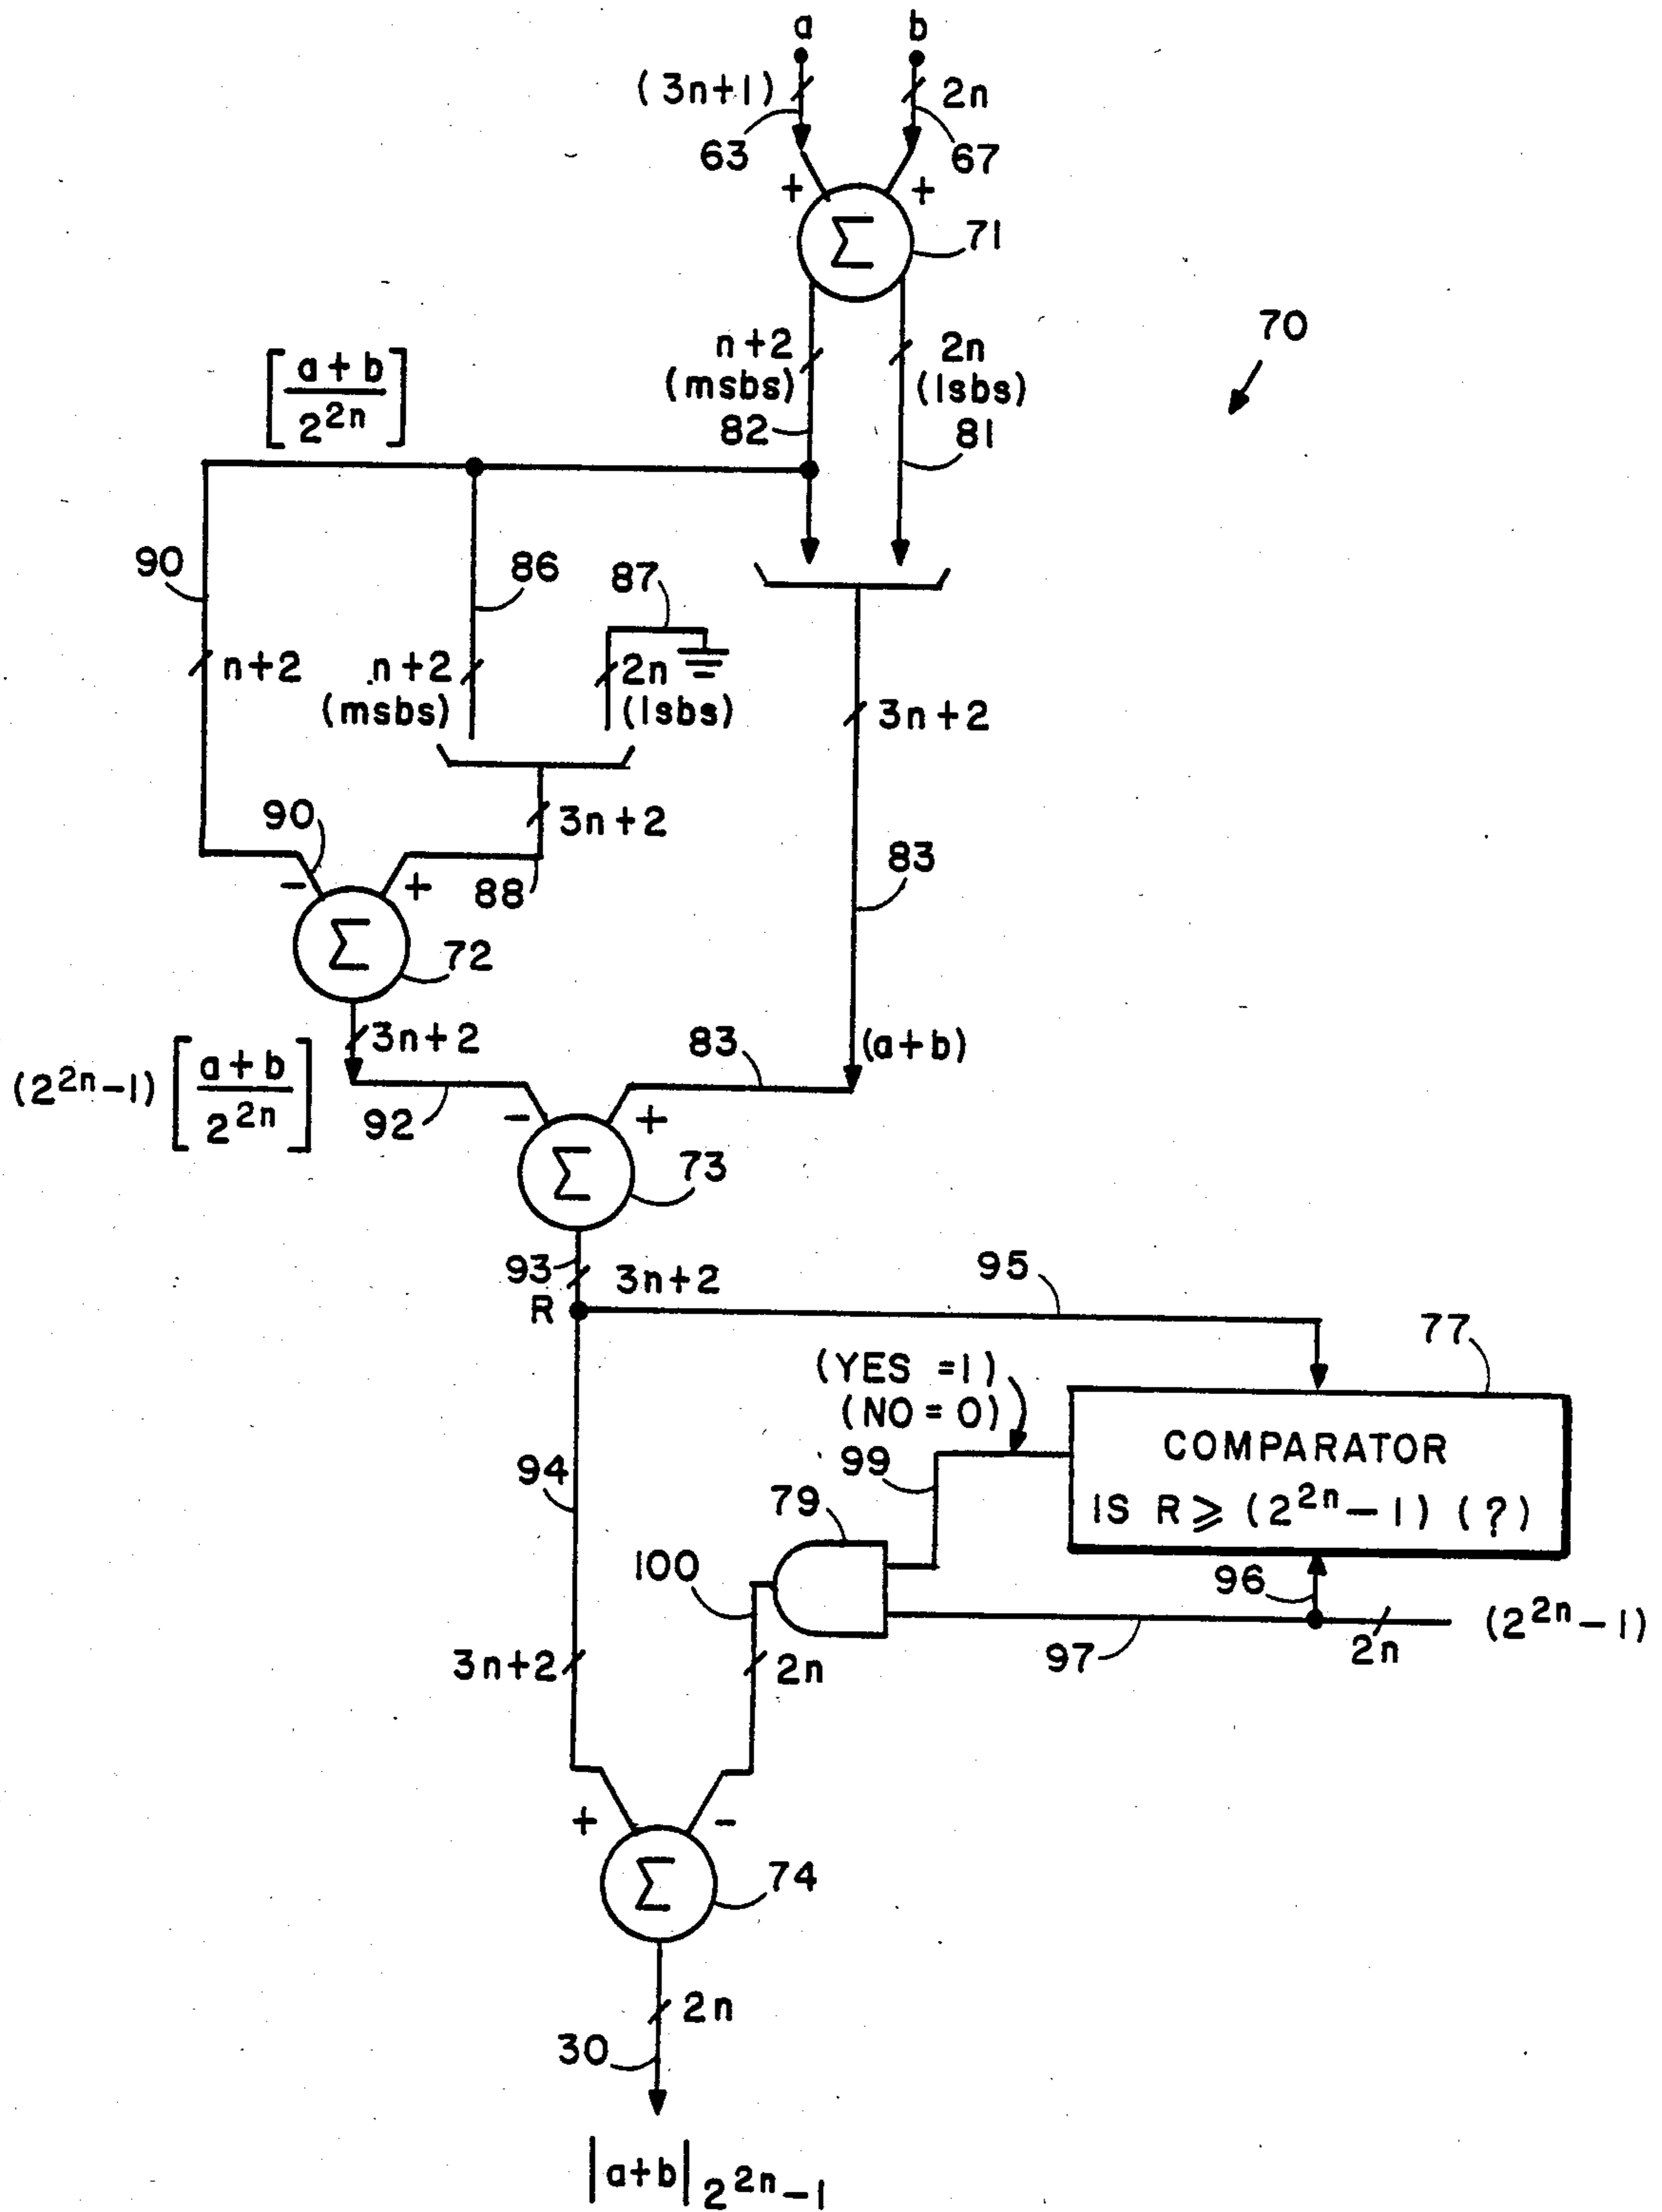 a b
(3n+1) 2n
63 67
+ +
Σ 71
70
n+2 2n
(msbs) (lsbs)
82 81
[a+b / 2^2n]
90 86 87
n+2 n+2 2n
(msbs) (lsbs)
3n+2
90 3n+2
83
- + 88
Σ 72
3n+2 83 (a+b)
(2^2n-1) [a+b / 2^2n]
92 - +
Σ 73
93 3n+2 95
R
77
(YES =1)
(NO = 0)
COMPARATOR
IS R ⩾ (2^2n-1) (?)
94 99
79
100
96
(2^2n-1)
97 2n
3n+2 2n
+ -
Σ 74
2n
30
|a+b| 2^2n-1